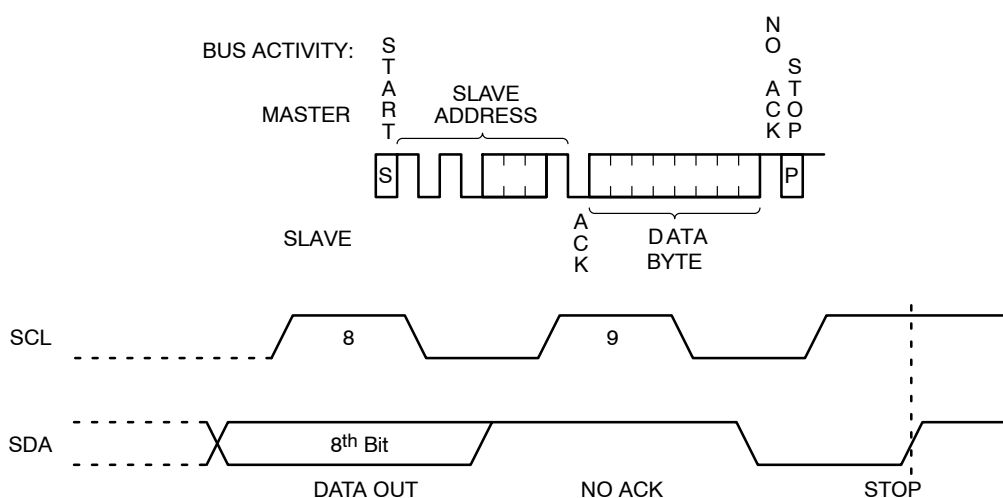 BUS ACTIVITY:
MASTER
START
SLAVE
ADDRESS
NO ACK
STOP
S
P
SLAVE
ACK
DATA
BYTE
SCL
8
9
SDA
8th Bit
DATA OUT
NO ACK
STOP